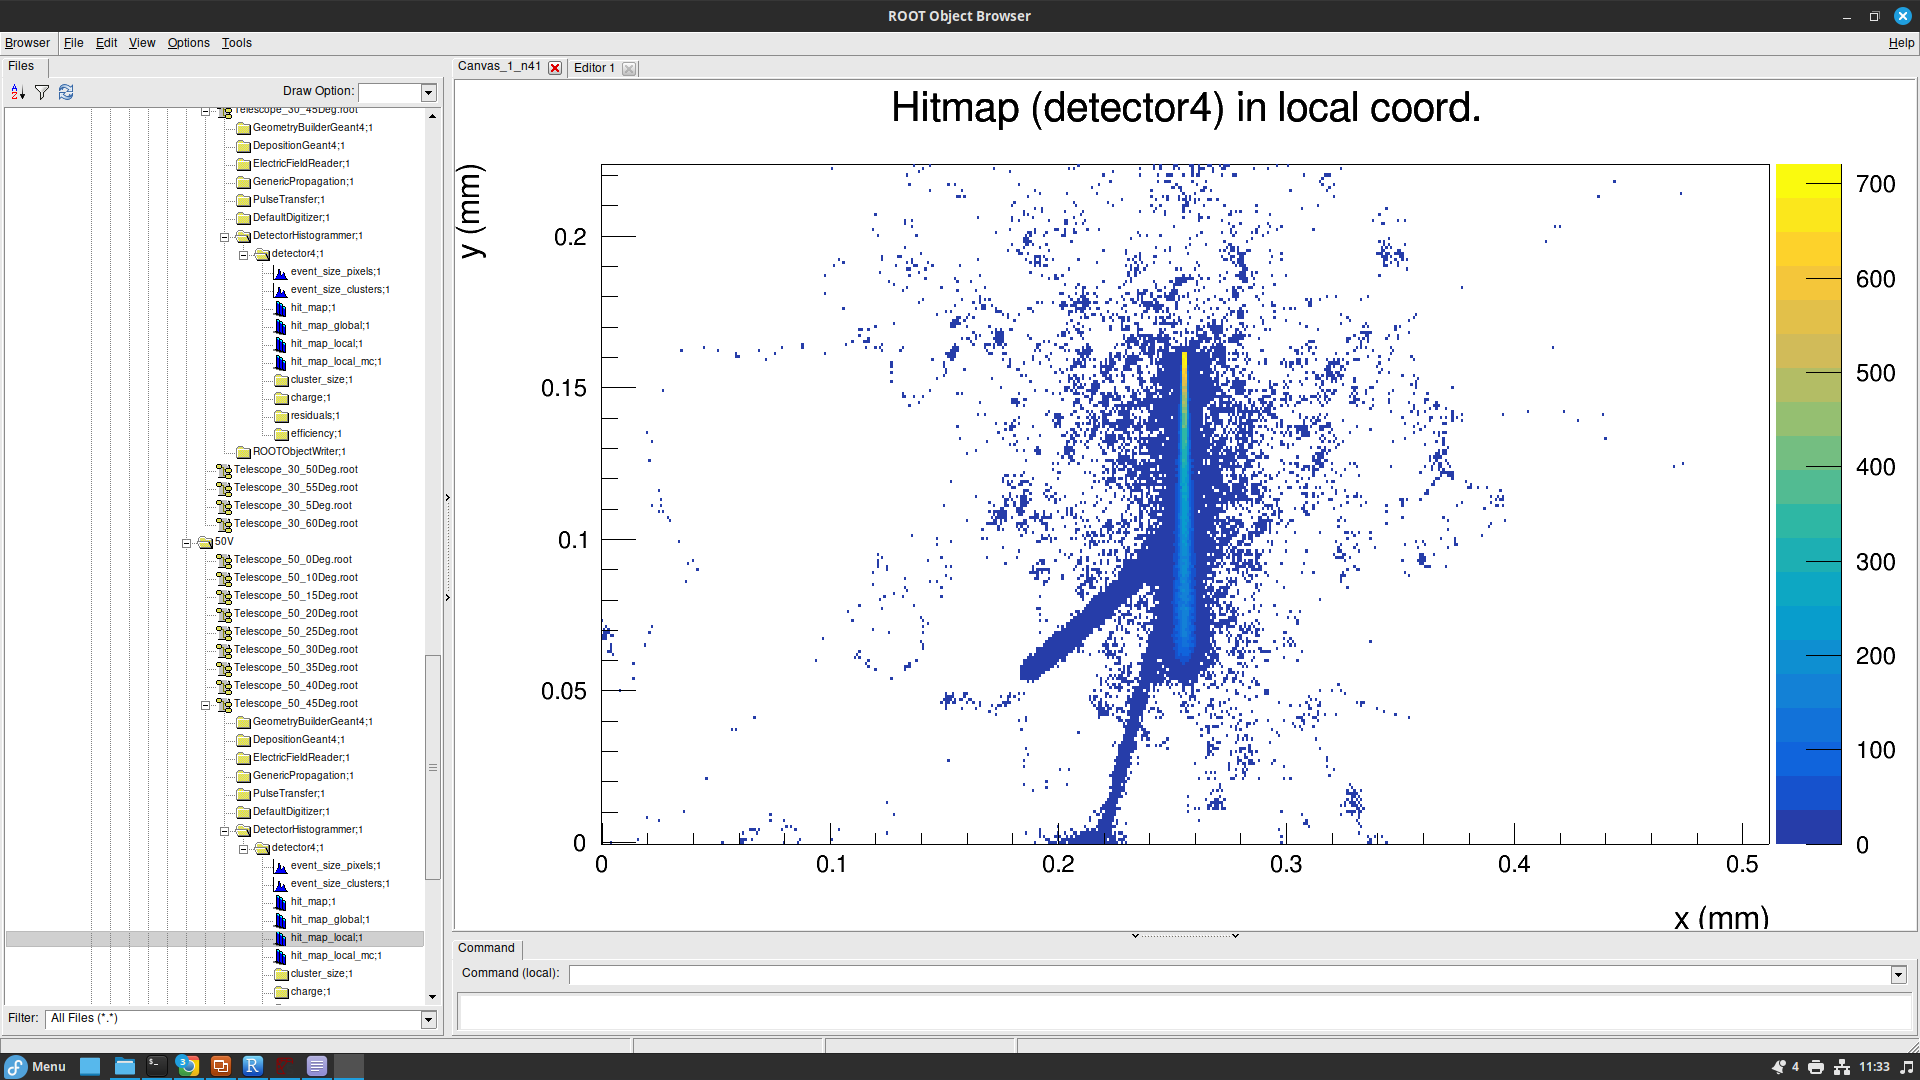 ROOT Object Browser
Browser File Edit View Options Tools Help
Files
Draw Option:
Telescope_30_45Deg.root
GeometryBuilderGeant4;1
DepositionGeant4;1
ElectricFieldReader;1
GenericPropagation;1
PulseTransfer;1
DefaultDigitizer;1
DetectorHistogrammer;1
detector4;1
event_size_pixels;1
event_size_clusters;1
hit_map;1
hit_map_global;1
hit_map_local;1
hit_map_local_mc;1
cluster_size;1
charge;1
residuals;1
efficiency;1
ROOTObjectWriter;1
Telescope_30_50Deg.root
Telescope_30_55Deg.root
Telescope_30_5Deg.root
Telescope_30_60Deg.root
50V
Telescope_50_0Deg.root
Telescope_50_10Deg.root
Telescope_50_15Deg.root
Telescope_50_20Deg.root
Telescope_50_25Deg.root
Telescope_50_30Deg.root
Telescope_50_35Deg.root
Telescope_50_40Deg.root
Telescope_50_45Deg.root
GeometryBuilderGeant4;1
DepositionGeant4;1
ElectricFieldReader;1
GenericPropagation;1
PulseTransfer;1
DefaultDigitizer;1
DetectorHistogrammer;1
detector4;1
event_size_pixels;1
event_size_clusters;1
hit_map;1
hit_map_global;1
hit_map_local;1
hit_map_local_mc;1
cluster_size;1
charge;1
Filter: All Files (*.*)
Canvas_1_n41 Editor 1
Hitmap (detector4) in local coord.
y (mm)
0.2
0.15
0.1
0.05
0
0 0.1 0.2 0.3 0.4 0.5
x (mm)
700
600
500
400
300
200
100
0
Command
Command (local):
Menu
3
R
4
11:33